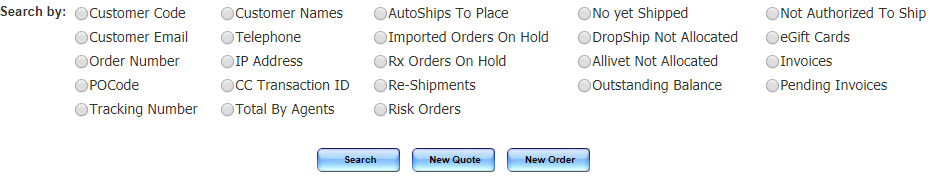 Search by: Customer Code Customer Names AutoShips To Place No yet Shipped Not Authorized To Ship
Customer Email Telephone Imported Orders On Hold DropShip Not Allocated eGift Cards
Order Number IP Address Rx Orders On Hold Allivet Not Allocated Invoices
POCode CC Transaction ID Re-Shipments Outstanding Balance Pending Invoices
Tracking Number Total By Agents Risk Orders
Search New Quote New Order